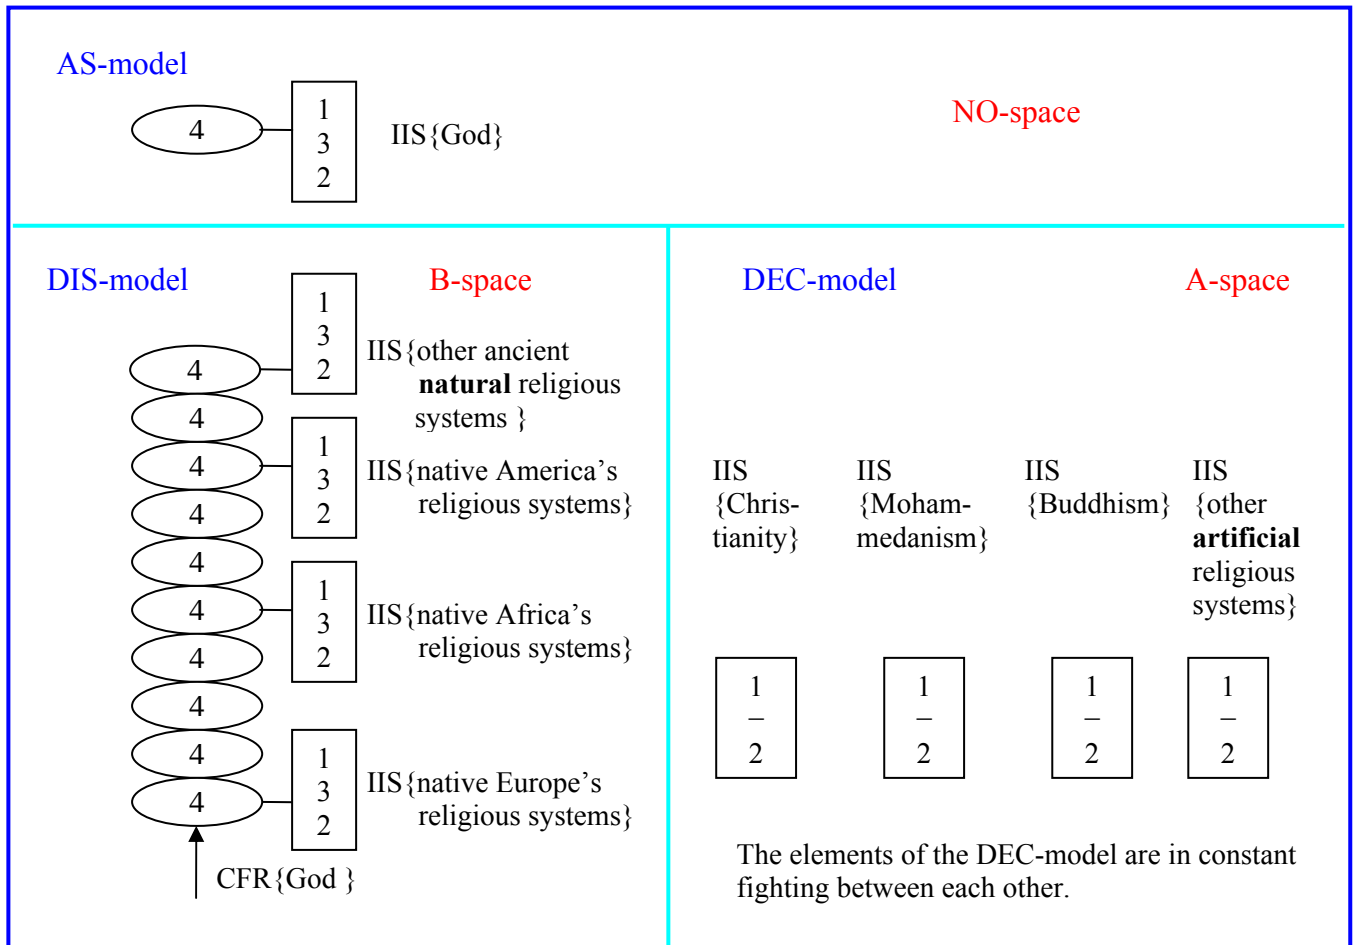 AS-model
4
1
3
2
IIS{God}
NO-space
DIS-model
B-space
4
4
4
4
4
4
4
4
4
4
1
3
2
IIS{other ancient
natural religious
systems }
1
3
2
IIS{native America’s
religious systems}
1
3
2
IIS{native Africa’s
religious systems}
1
3
2
IIS{native Europe’s
religious systems}
CFR{God }
DEC-model
A-space
IIS
{Chris-
tianity}
IIS
{Moham-
medanism}
IIS
{Buddhism}
IIS
{other
artificial
religious
systems}
1
–
2
1
–
2
1
–
2
1
–
2
The elements of the DEC-model are in constant
fighting between each other.